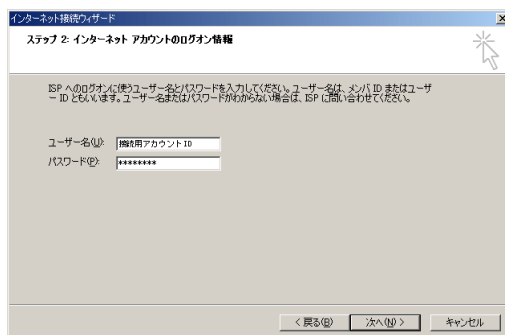 インターネット接続ウィザード
ステップ 2: インターネット アカウントのログオン情報
ISP へのログオンに使うユーザー名とパスワードを入力してください。ユーザー名は、メンバ ID またはユーザ
ー ID ともいいます。ユーザー名またはパスワードがわからない場合は、ISP に問い合わせてください。
ユーザー名(U): 接続用アカウントID
パスワード(P): ********
< 戻る(B) 次へ(N) > キャンセル